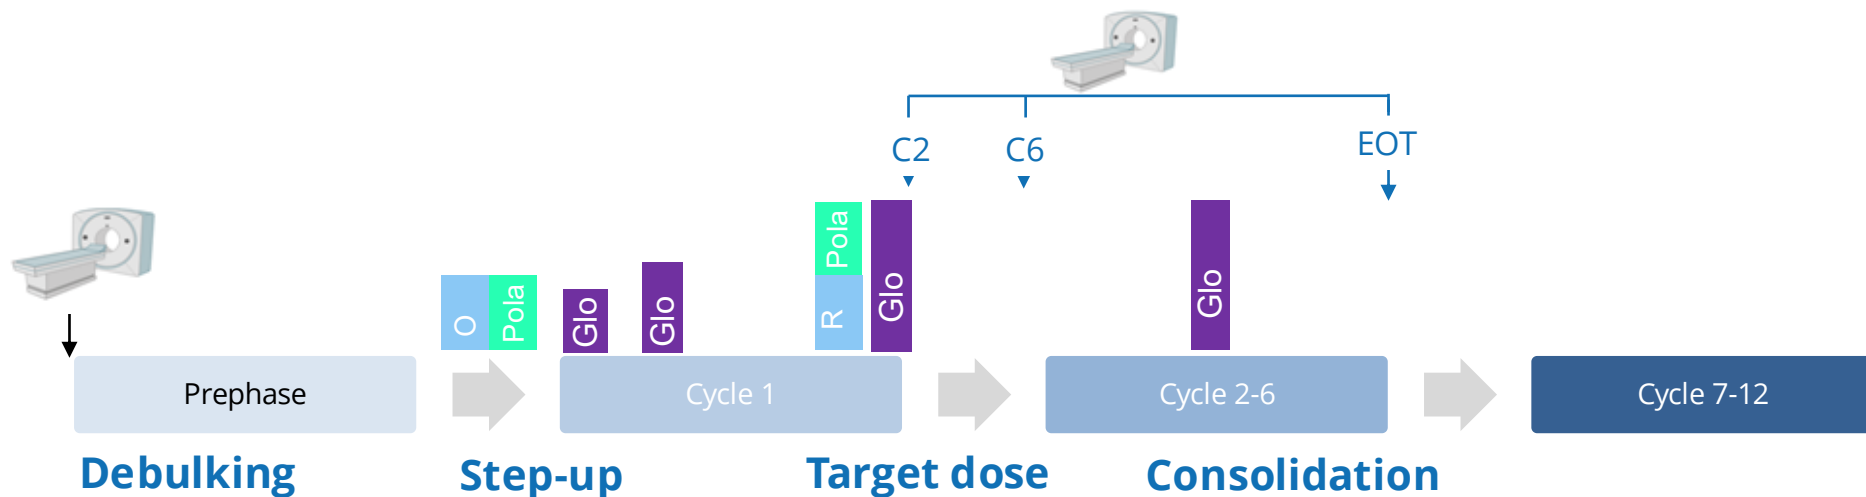 C2
C6
EOT
O
Pola
Glo
Glo
Pola
R
Glo
Glo
Prephase
Cycle 1
Cycle 2-6
Cycle 7-12
Debulking
Step-up
Target dose
Consolidation